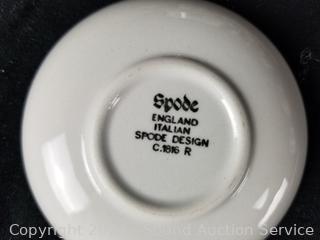 Spode
ENGLAND
ITALIAN
SPODE DESIGN
C.1816 R
Sound Auction Service